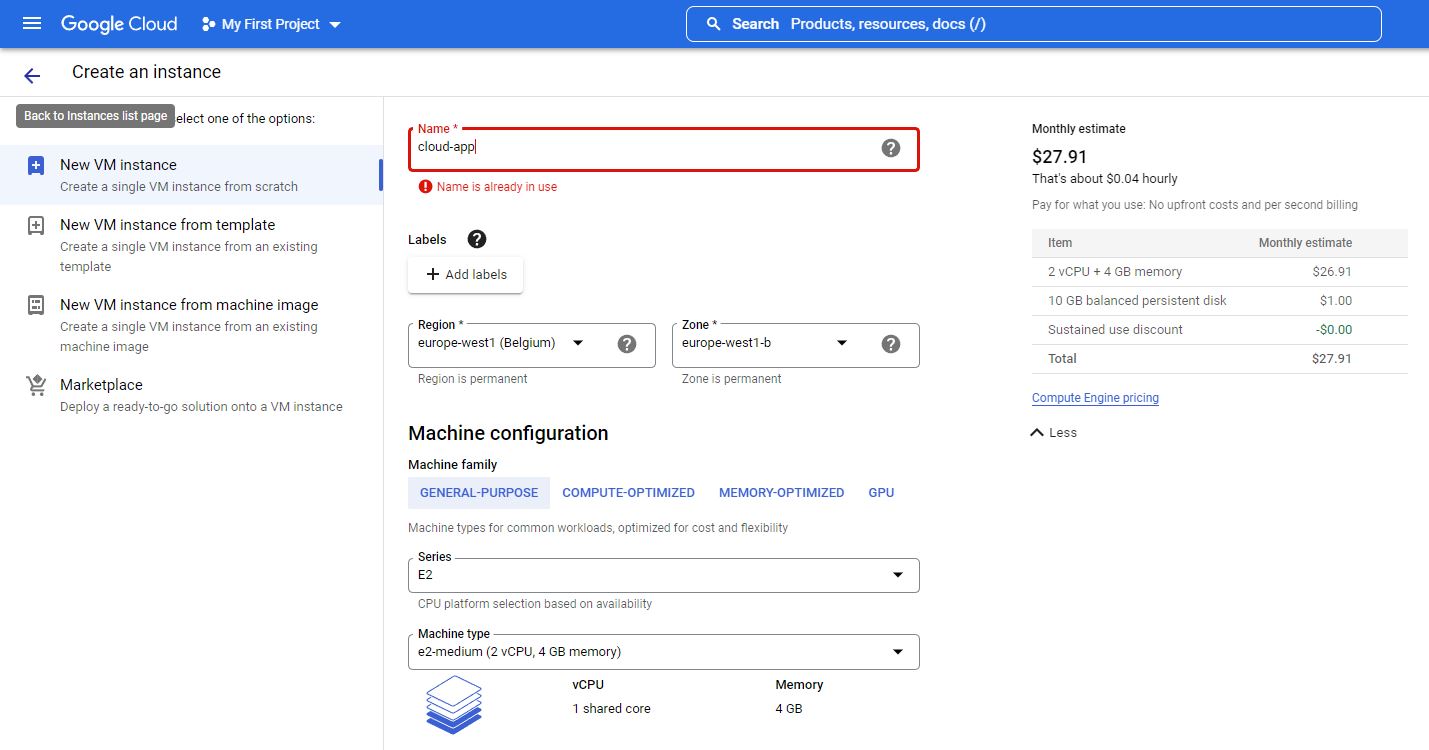 Google Cloud
My First Project
Search Products, resources, docs (/)
Create an instance
Back to Instances list page
elect one of the options:
New VM instance
Create a single VM instance from scratch
New VM instance from template
Create a single VM instance from an existing
template
New VM instance from machine image
Create a single VM instance from an existing
machine image
Marketplace
Deploy a ready-to-go solution onto a VM instance
Name *
cloud-app
Name is already in use
Labels
Add labels
Region *
europe-west1 (Belgium)
Region is permanent
Zone *
europe-west1-b
Zone is permanent
Machine configuration
Machine family
GENERAL-PURPOSE COMPUTE-OPTIMIZED MEMORY-OPTIMIZED GPU
Machine types for common workloads, optimized for cost and flexibility
Series
E2
CPU platform selection based on availability
Machine type
e2-medium (2 vCPU, 4 GB memory)
vCPU Memory
1 shared core 4 GB
Monthly estimate
$27.91
That's about $0.04 hourly
Pay for what you use: No upfront costs and per second billing
Item Monthly estimate
2 vCPU + 4 GB memory $26.91
10 GB balanced persistent disk $1.00
Sustained use discount -$0.00
Total $27.91
Compute Engine pricing
Less